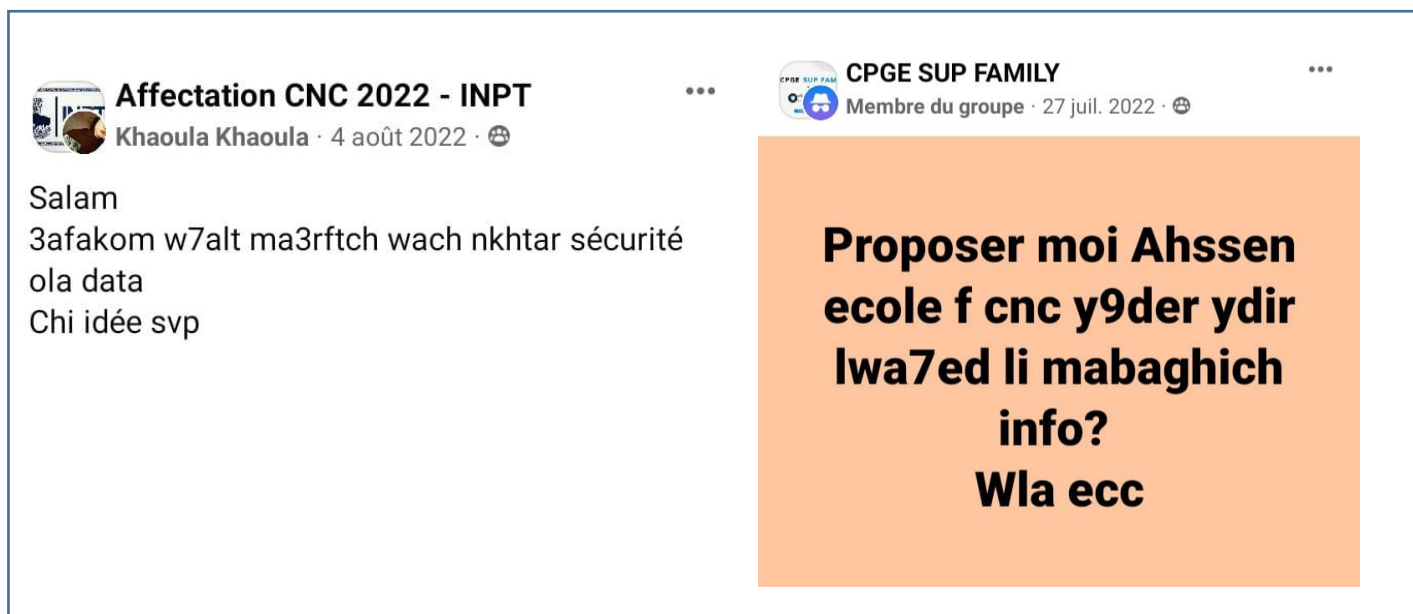 Affectation CNC 2022 - INPT
Khaoula Khaoula · 4 août 2022 ·
Salam
3afakom w7alt ma3rftch wach nkhtar sécurité
ola data
Chi idée svp
CPGE SUP FAMILY
Membre du groupe · 27 juil. 2022 ·
Proposer moi Ahssen
ecole f cnc y9der ydir
lwa7ed li mabaghich
info?
Wla ecc